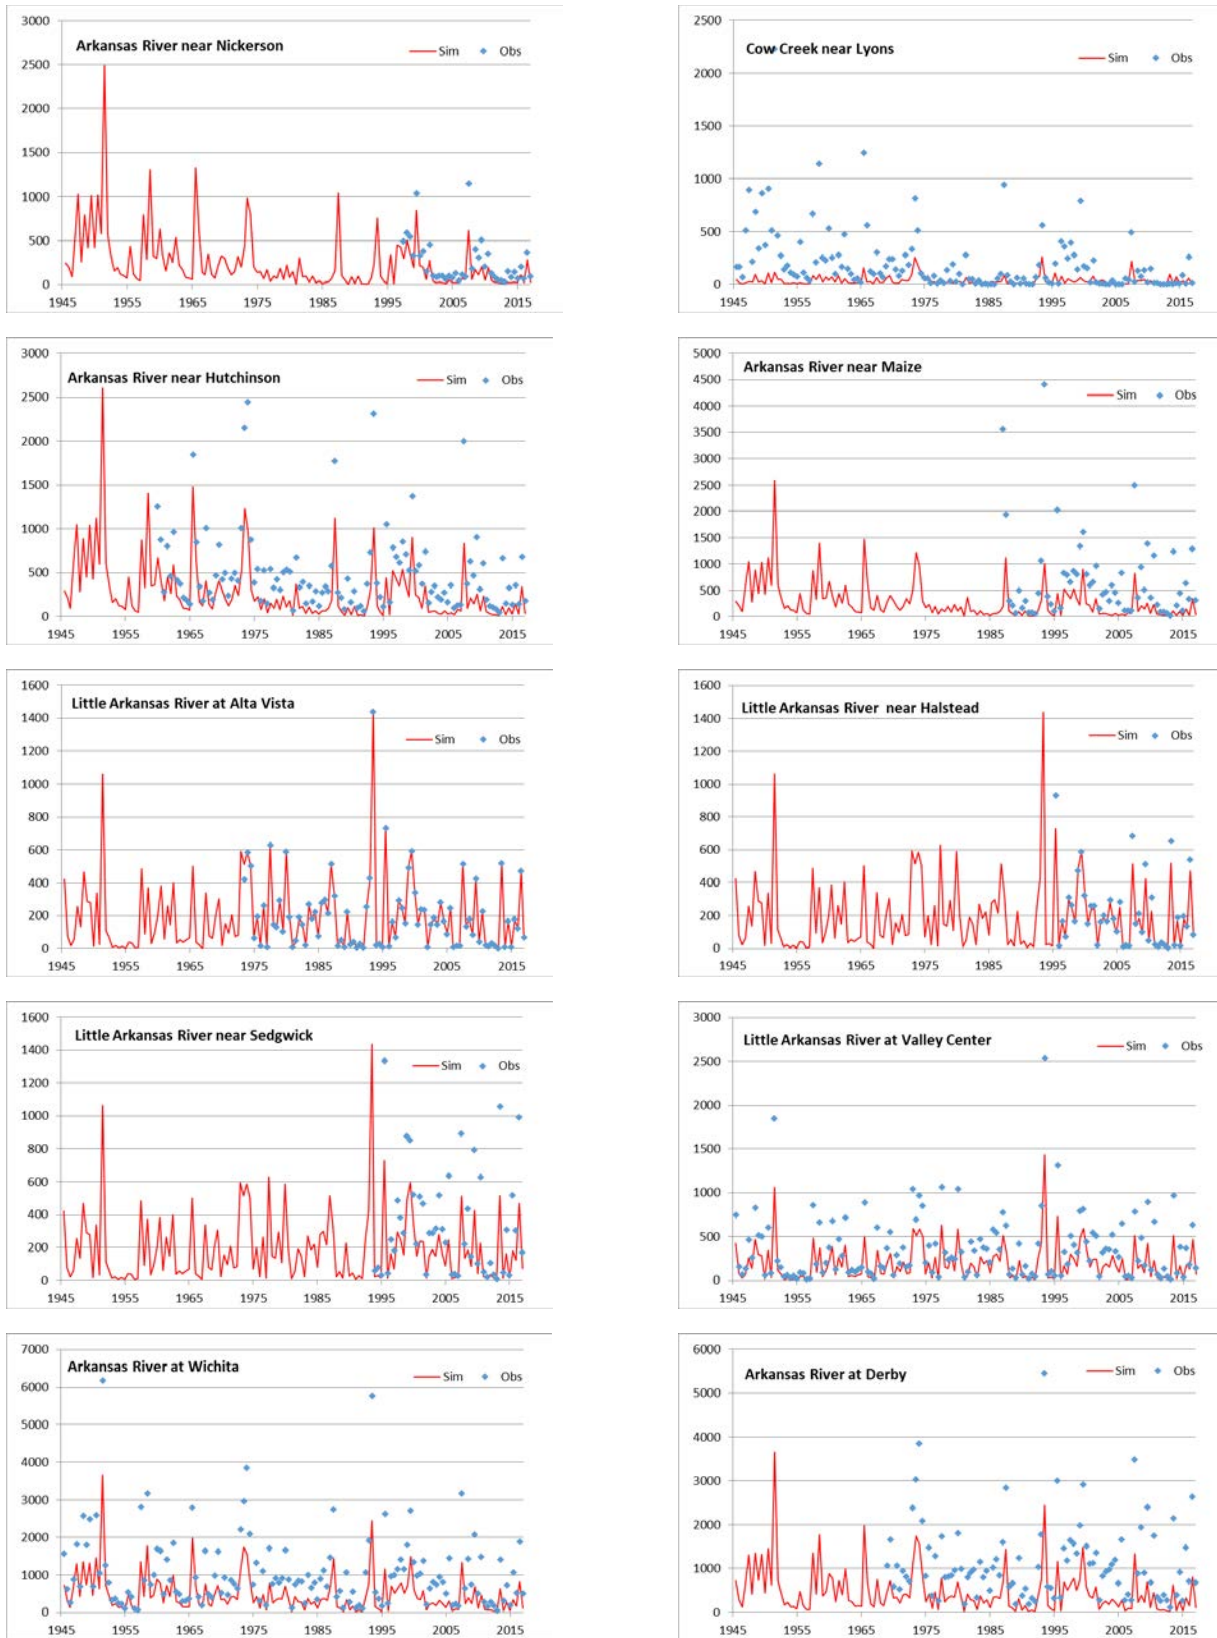 Arkansas River near Nickerson
Sim Obs
3000
2500
2000
1500
1000
500
0
1945 1955 1965 1975 1985 1995 2005 2015
Cow Creek near Lyons
Sim Obs
2500
2000
1500
1000
500
0
1945 1955 1965 1975 1985 1995 2005 2015
Arkansas River near Hutchinson
Sim Obs
3000
2500
2000
1500
1000
500
0
1945 1955 1965 1975 1985 1995 2005 2015
Arkansas River near Maize
Sim Obs
5000
4500
4000
3500
3000
2500
2000
1500
1000
500
0
1945 1955 1965 1975 1985 1995 2005 2015
Little Arkansas River at Alta Vista
Sim Obs
1600
1400
1200
1000
800
600
400
200
0
1945 1955 1965 1975 1985 1995 2005 2015
Little Arkansas River near Halstead
Sim Obs
1600
1400
1200
1000
800
600
400
200
0
1945 1955 1965 1975 1985 1995 2005 2015
Little Arkansas River near Sedgwick
Sim Obs
1600
1400
1200
1000
800
600
400
200
0
1945 1955 1965 1975 1985 1995 2005 2015
Little Arkansas River at Valley Center
Sim Obs
3000
2500
2000
1500
1000
500
0
1945 1955 1965 1975 1985 1995 2005 2015
Arkansas River at Wichita
Sim Obs
7000
6000
5000
4000
3000
2000
1000
0
1945 1955 1965 1975 1985 1995 2005 2015
Arkansas River at Derby
Sim Obs
6000
5000
4000
3000
2000
1000
0
1945 1955 1965 1975 1985 1995 2005 2015